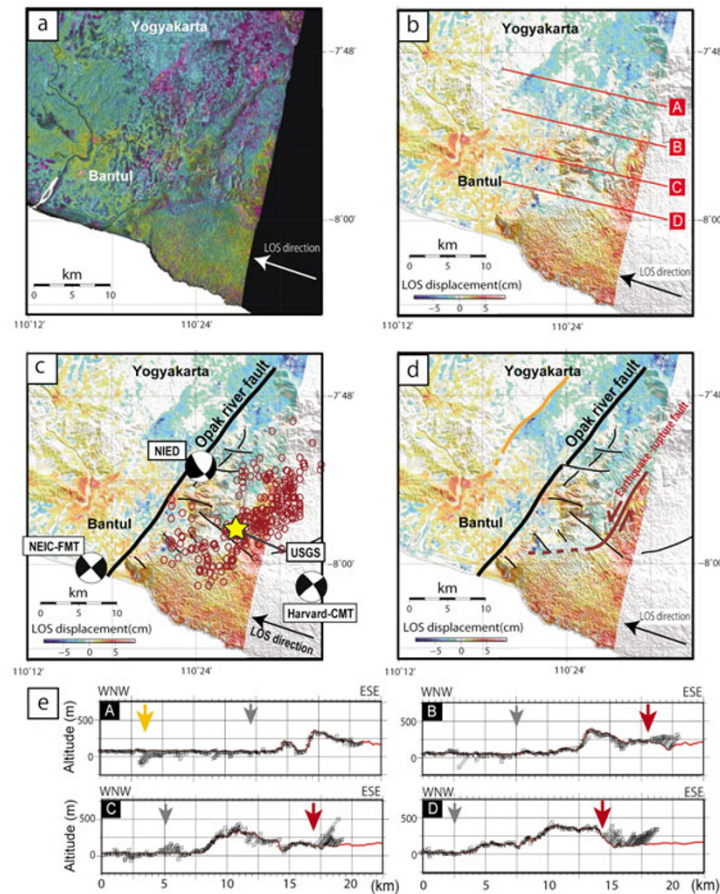 a
Yogyakarta
Bantul
LOS direction
km
0 5 10
110˚12'
110˚24'
-7˚48'
-8˚00'
b
Yogyakarta
A
B
Bantul
C
D
km
0 5 10
LOS direction
LOS displacement(cm)
-5 0 5
110˚12'
110˚24'
-7˚48'
-8˚00'
c
Yogyakarta
Opak river fault
NIED
Bantul
NEIC-FMT
USGS
Harvard-CMT
km
0 5 10
LOS direction
LOS displacement(cm)
-5 0 5
110˚12'
110˚24'
-7˚48'
-8˚00'
d
Yogyakarta
Opak river fault
Earthquake rupture fault
Bantul
km
0 5 10
LOS direction
LOS displacement(cm)
-5 0 5
110˚12'
110˚24'
-7˚48'
-8˚00'
e
WNW ESE
A
Altitude (m)
500
0
WNW ESE
B
500
0
WNW ESE
C
Altitude (m)
500
0
0 5 10 15 20 (km)
WNW ESE
D
500
0
0 5 10 15 20 (km)